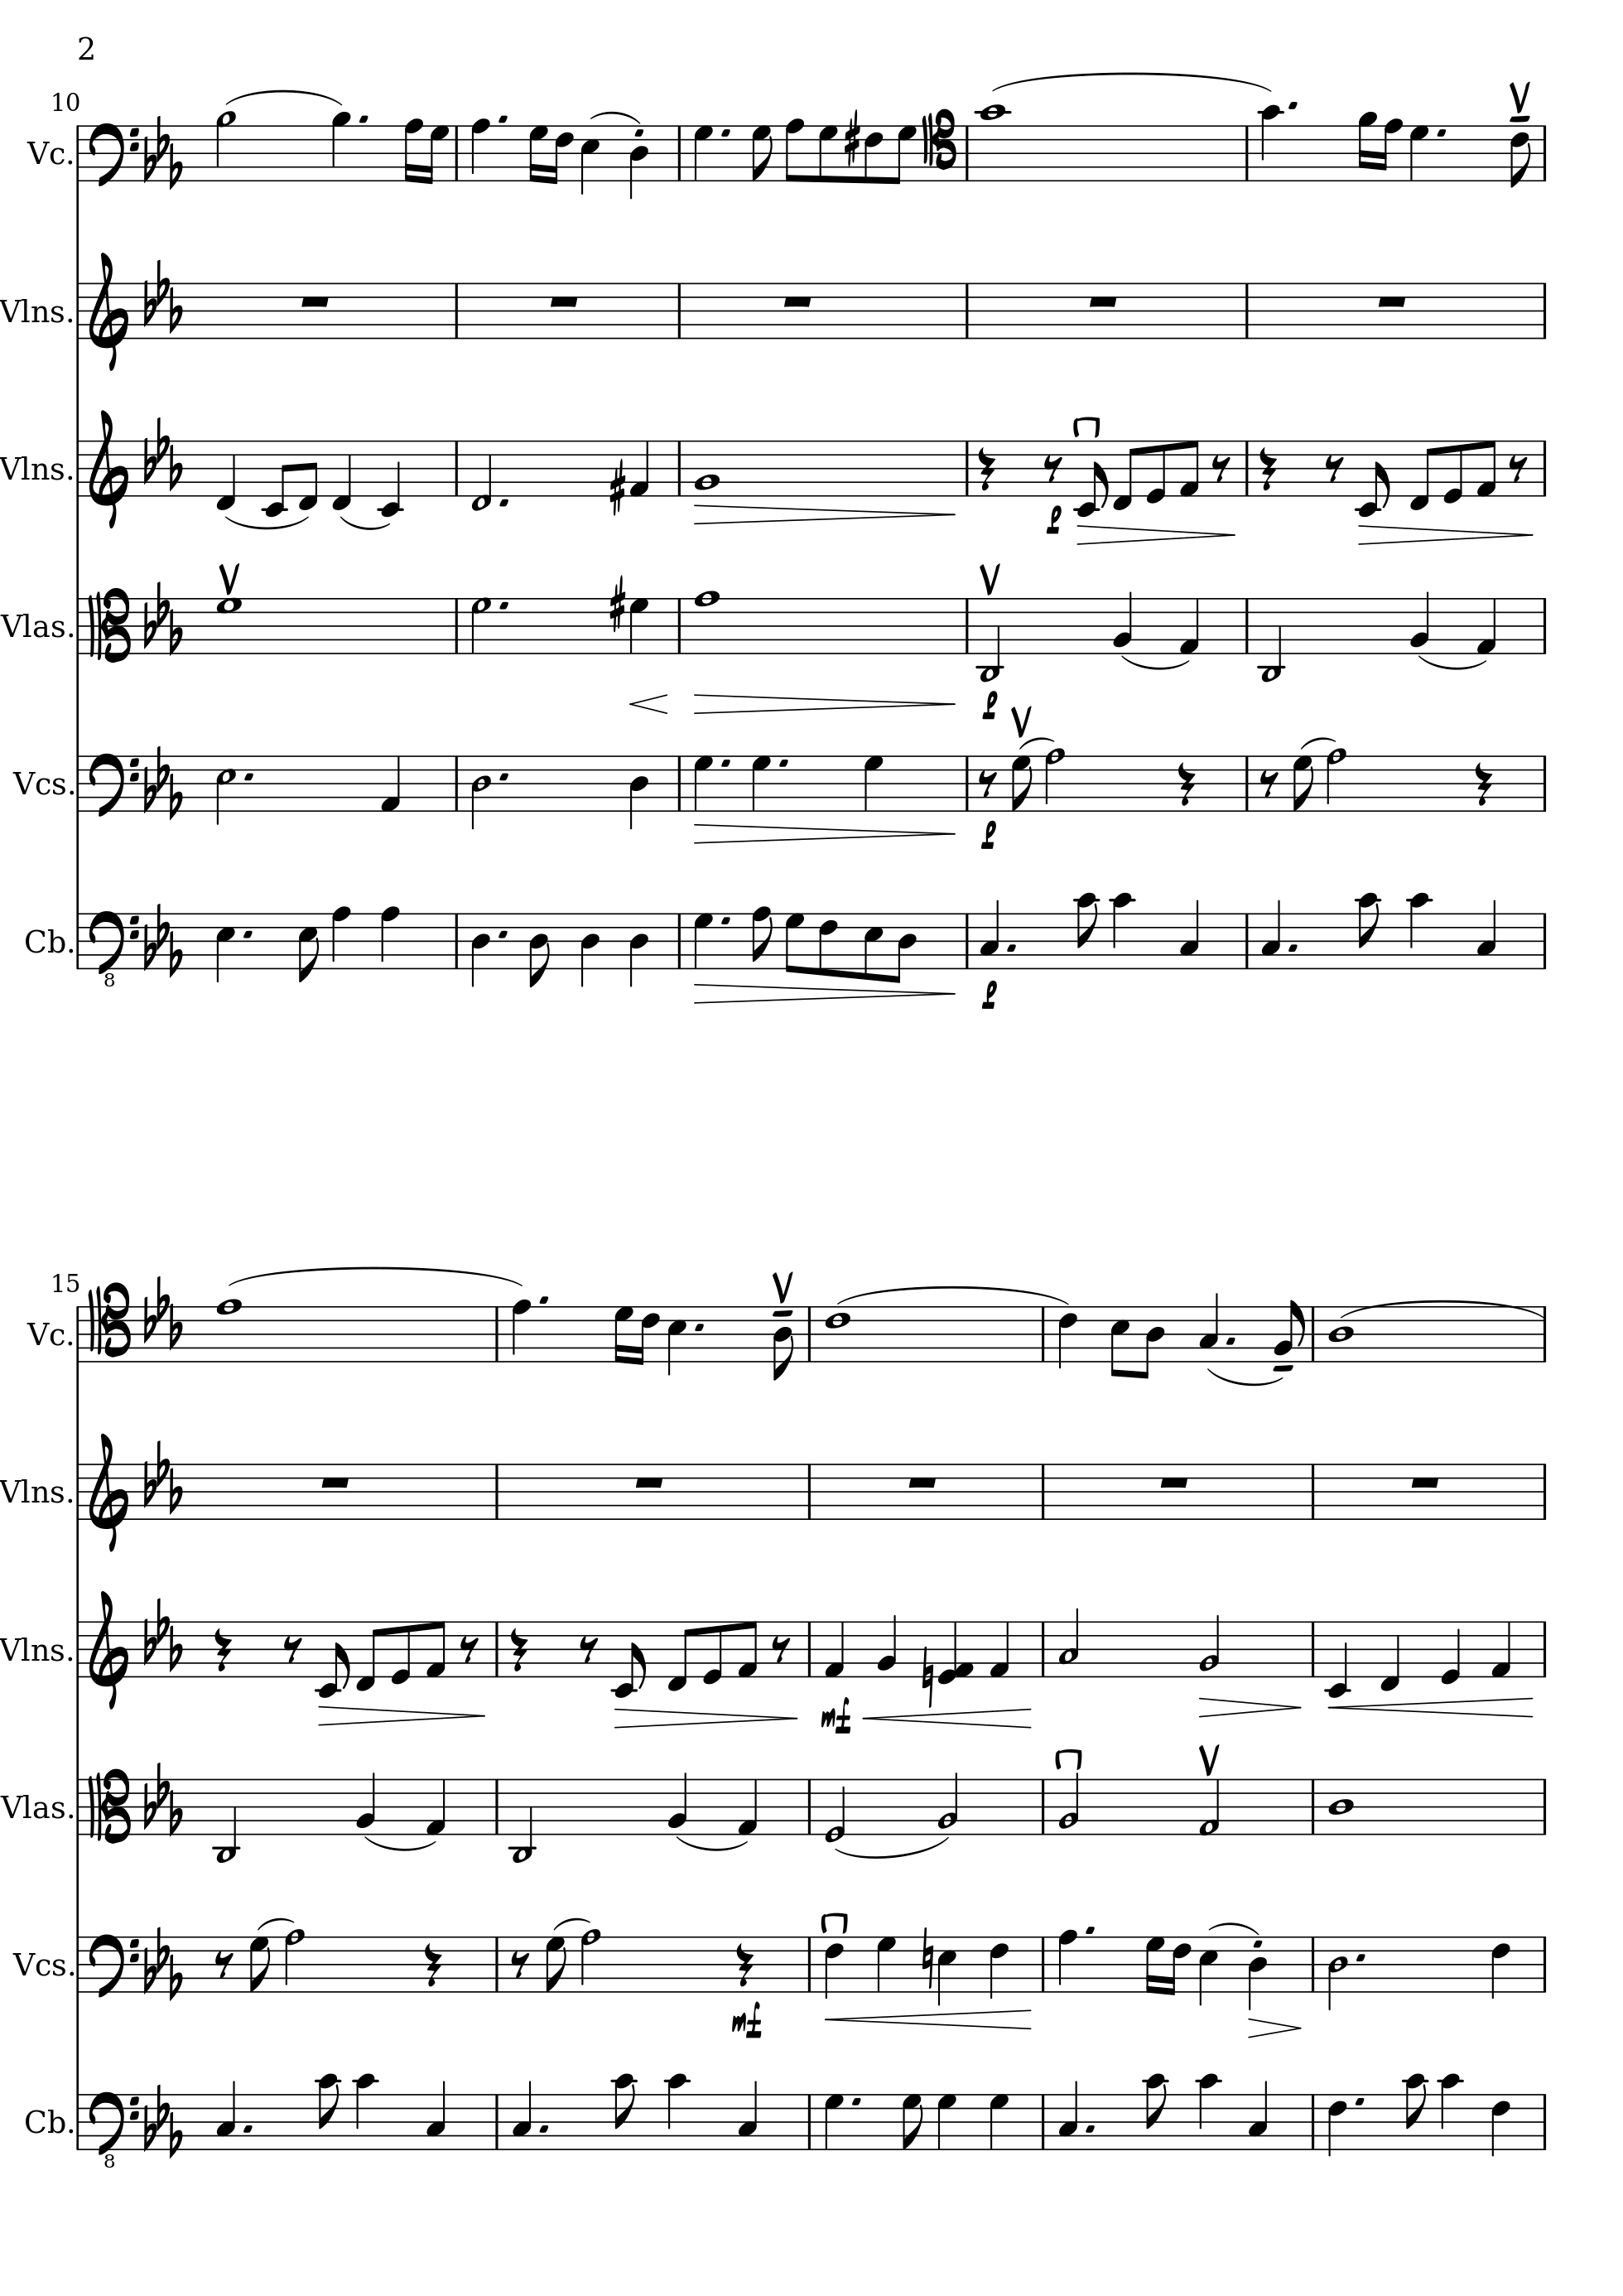 2
10
Vc.
Vlns.
Vlns.
p
Vlas.
p
Vcs.
p
Cb.
8
p
15
Vc.
Vlns.
Vlns.
mf
Vlas.
Vcs.
mf
Cb.
8